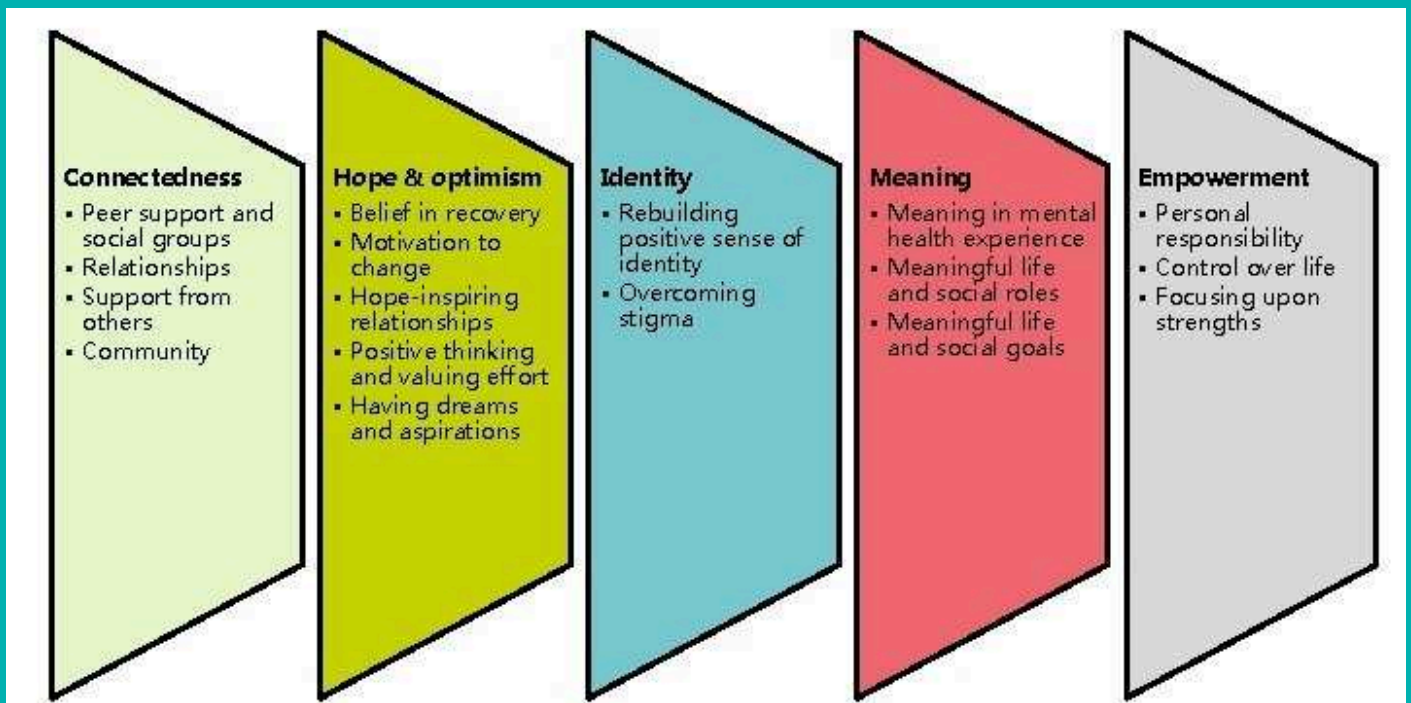 Connectedness
▪ Peer support and
social groups
▪ Relationships
▪ Support from
others
▪ Community
Hope & optimism
▪ Belief in recovery
▪ Motivation to
change
▪ Hope-inspiring
relationships
▪ Positive thinking
and valuing effort
▪ Having dreams
and aspirations
Identity
▪ Rebuilding
positive sense of
identity
▪ Overcoming
stigma
Meaning
▪ Meaning in mental
health experience
▪ Meaningful life
and social roles
▪ Meaningful life
and social goals
Empowerment
▪ Personal
responsibility
▪ Control over life
▪ Focusing upon
strengths